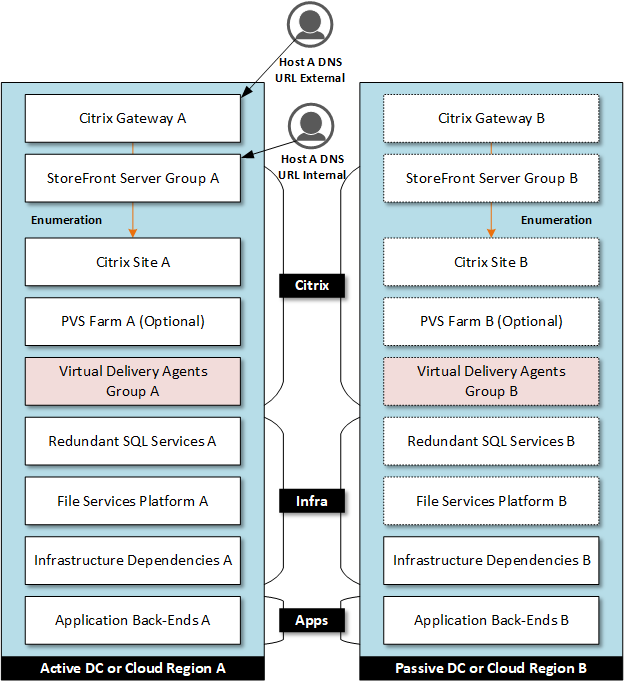 Host A DNS
URL External
Citrix Gateway A
Citrix Gateway B
Host A DNS
URL Internal
StoreFront Server Group A
StoreFront Server Group B
Enumeration
Enumeration
Citrix Site A
Citrix Site B
Citrix
PVS Farm A (Optional)
PVS Farm B (Optional)
Virtual Delivery Agents
Group A
Virtual Delivery Agents
Group B
Redundant SQL Services A
Redundant SQL Services B
File Services Platform A
Infra
File Services Platform B
Infrastructure Dependencies A
Infrastructure Dependencies B
Application Back-Ends A
Apps
Application Back-Ends B
Active DC or Cloud Region A
Passive DC or Cloud Region B